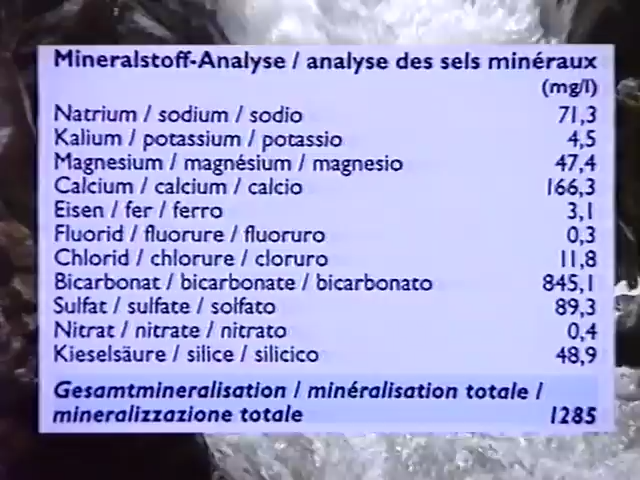 Mineralstoff-Analyse / analyse des sels minéraux
(mg/l)
Natrium / sodium / sodio 71,3
Kalium / potassium / potassio 4,5
Magnesium / magnésium / magnesio 47,4
Calcium / calcium / calcio 166,3
Eisen / fer / ferro 3,1
Fluorid / fluorure / fluoruro 0,3
Chlorid / chlorure / cloruro 11,8
Bicarbonat / bicarbonate / bicarbonato 845,1
Sulfat / sulfate / solfato 89,3
Nitrat / nitrate / nitrato 0,4
Kieselsäure / silice / silicico 48,9
Gesamtmineralisation / minéralisation totale /
mineralizzazione totale 1285